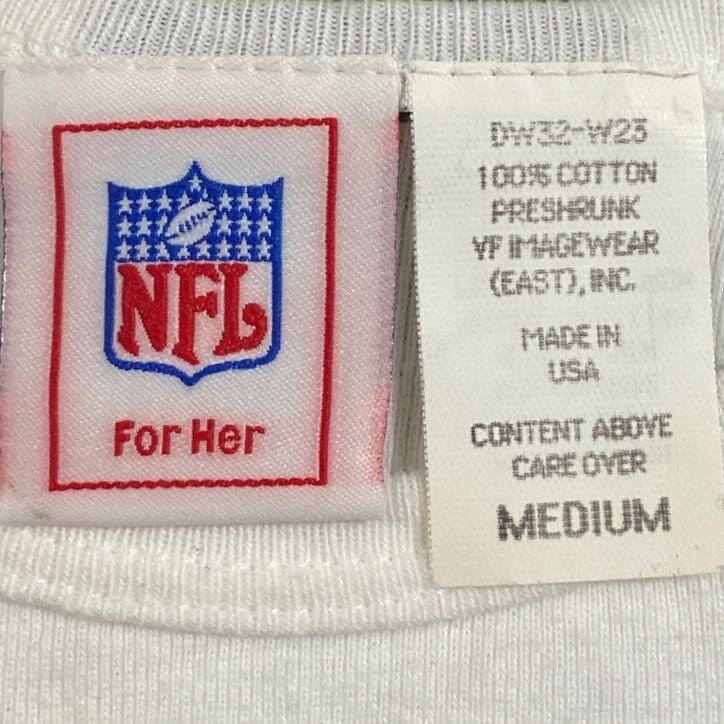 NFL
For Her
DW32-W23
100% COTTON
PRESHRUNK
VF IMAGEWEAR
(EAST), INC.
MADE IN
USA
CONTENT ABOVE
CARE OVER
MEDIUM